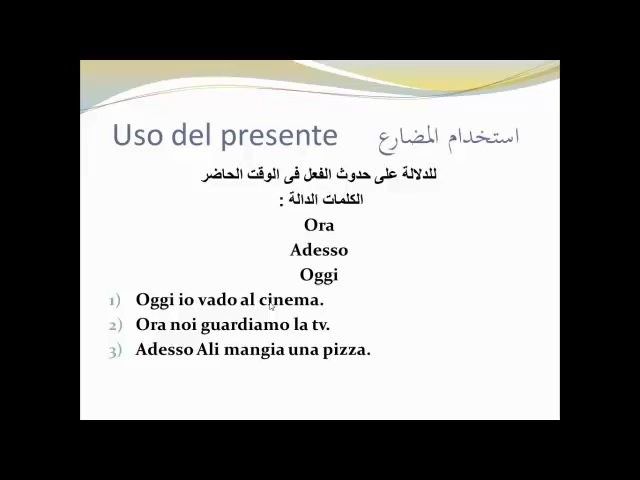 Uso del presente استخدام المضارع
للدلالة على حدوث الفعل فى الوقت الحاضر
الكلمات الدالة :
Ora
Adesso
Oggi
1) Oggi io vado al cinema.
2) Ora noi guardiamo la tv.
3) Adesso Ali mangia una pizza.